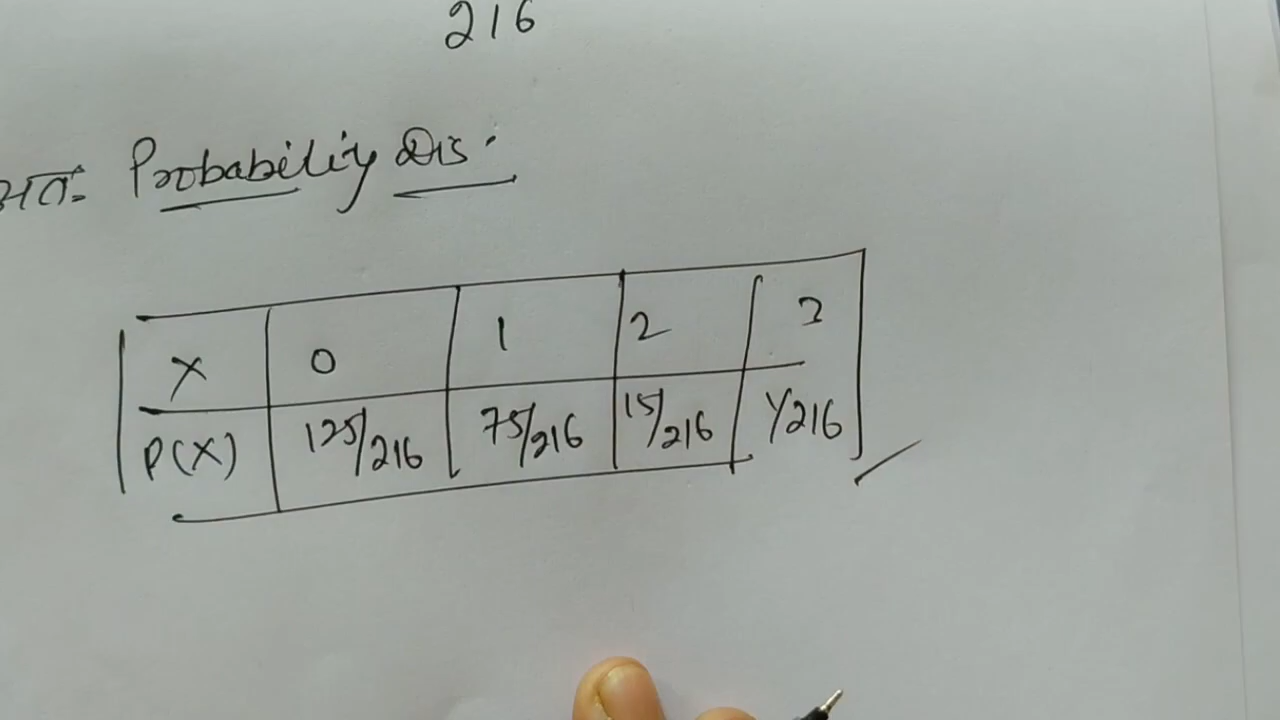 216
अतः Probability Dis.
X 0 1 2 3
P(X) 125/216 75/216 15/216 1/216